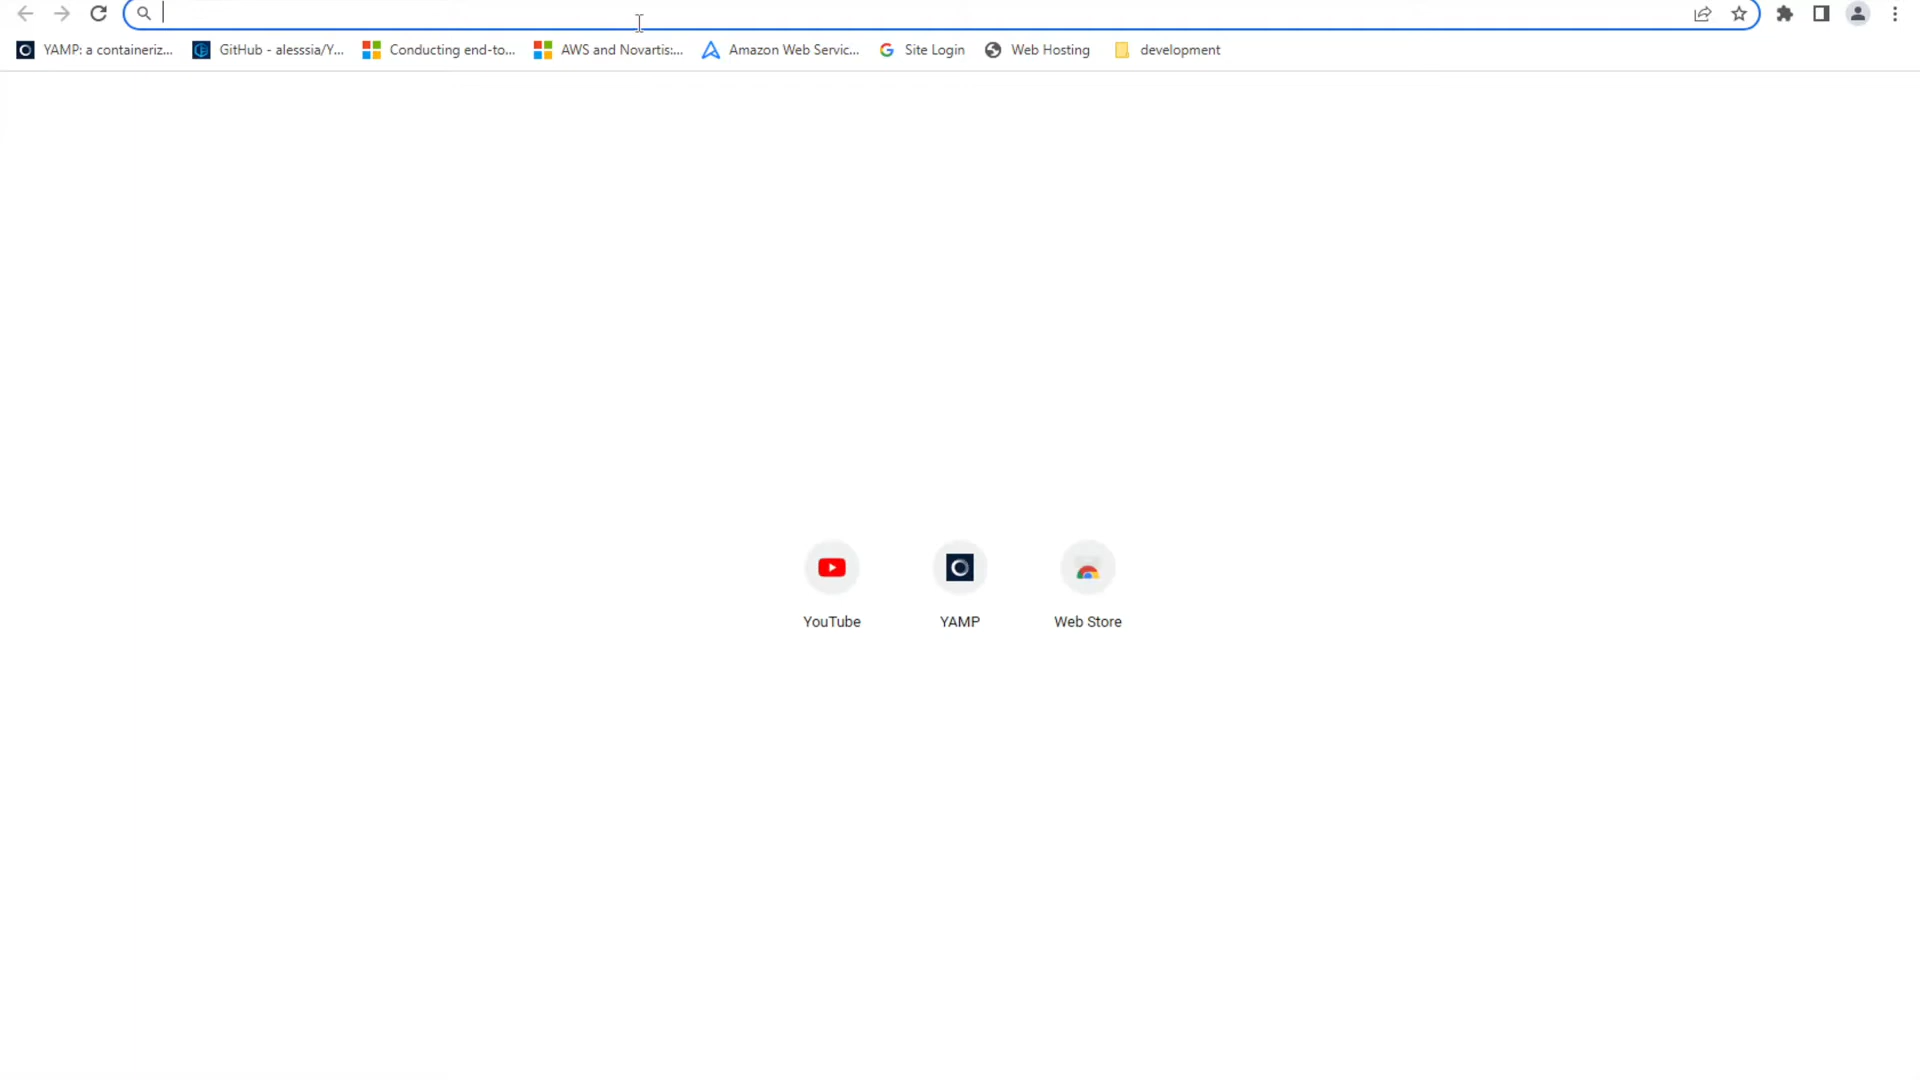 YAMP: a containeriz...
GitHub - alesssia/Y...
Conducting end-to...
AWS and Novartis:...
Amazon Web Servic...
Site Login
Web Hosting
development
YouTube
YAMP
Web Store